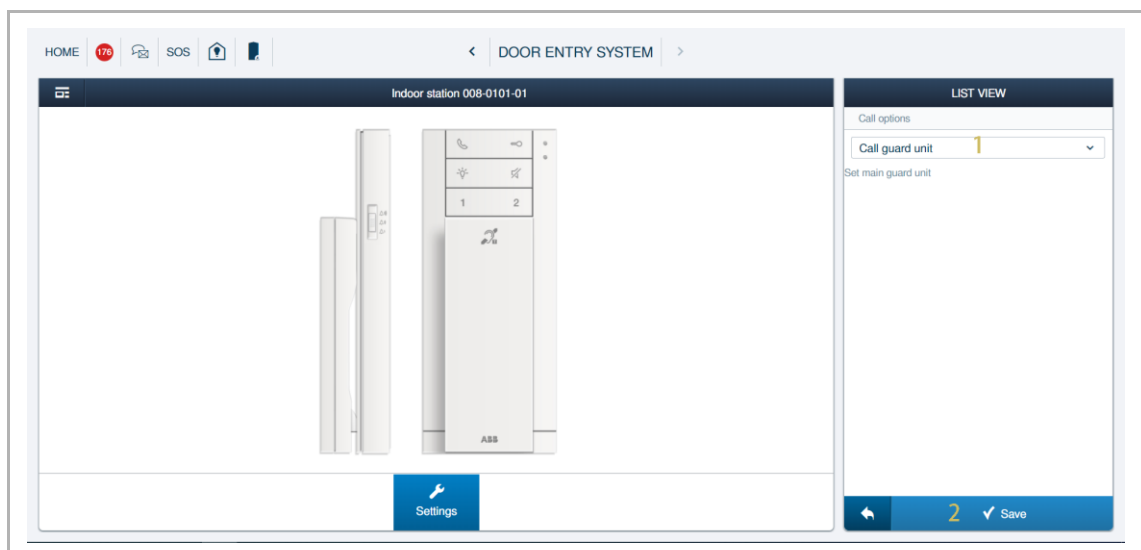 HOME 176 SOS < DOOR ENTRY SYSTEM >
Indoor station 008-0101-01
LIST VIEW
Call options
Call guard unit 1
Set main guard unit
1 2
ABB
Settings
2 ✓ Save